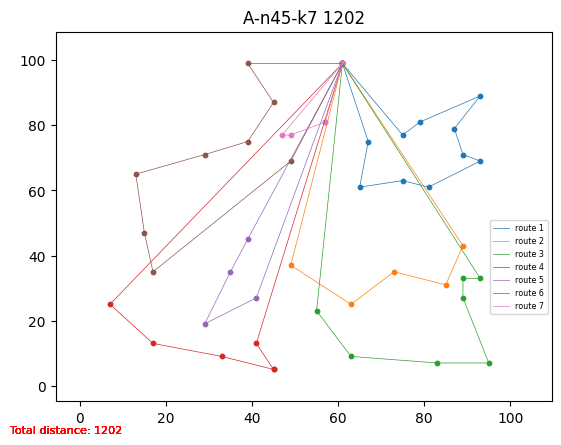 A-n45-k7 1202
100
80
60
40
20
0
route 1
route 2
route 3
route 4
route 5
route 6
route 7
0 20 40 60 80 100
Total distance: 1202